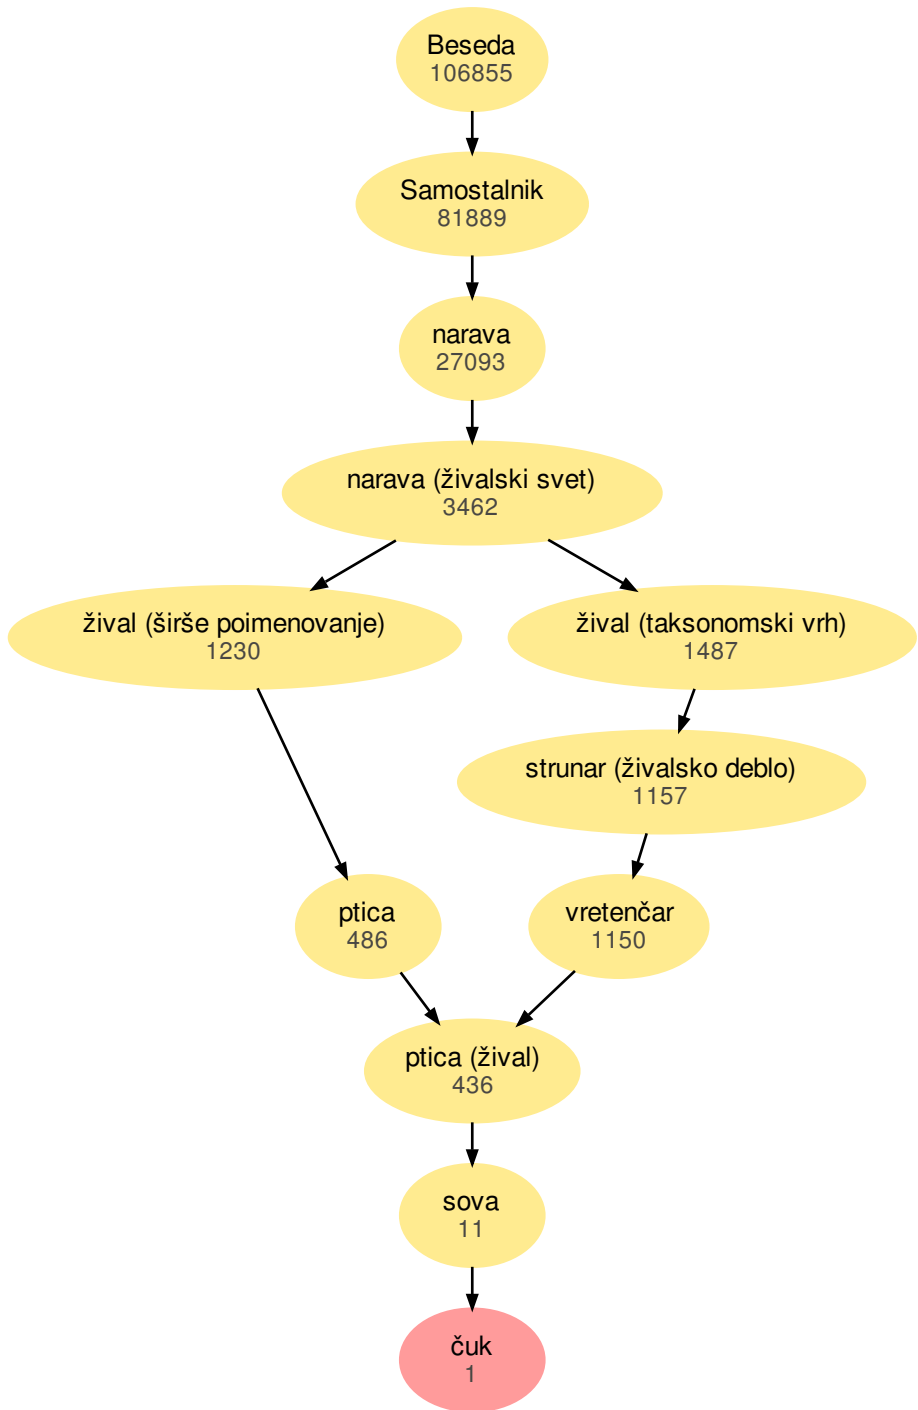 Beseda
106855
Samostalnik
81889
narava
27093
narava (živalski svet)
3462
žival (širše poimenovanje)
1230
žival (taksonomski vrh)
1487
strunar (živalsko deblo)
1157
ptica
486
vretenčar
1150
ptica (žival)
436
sova
11
čuk
1